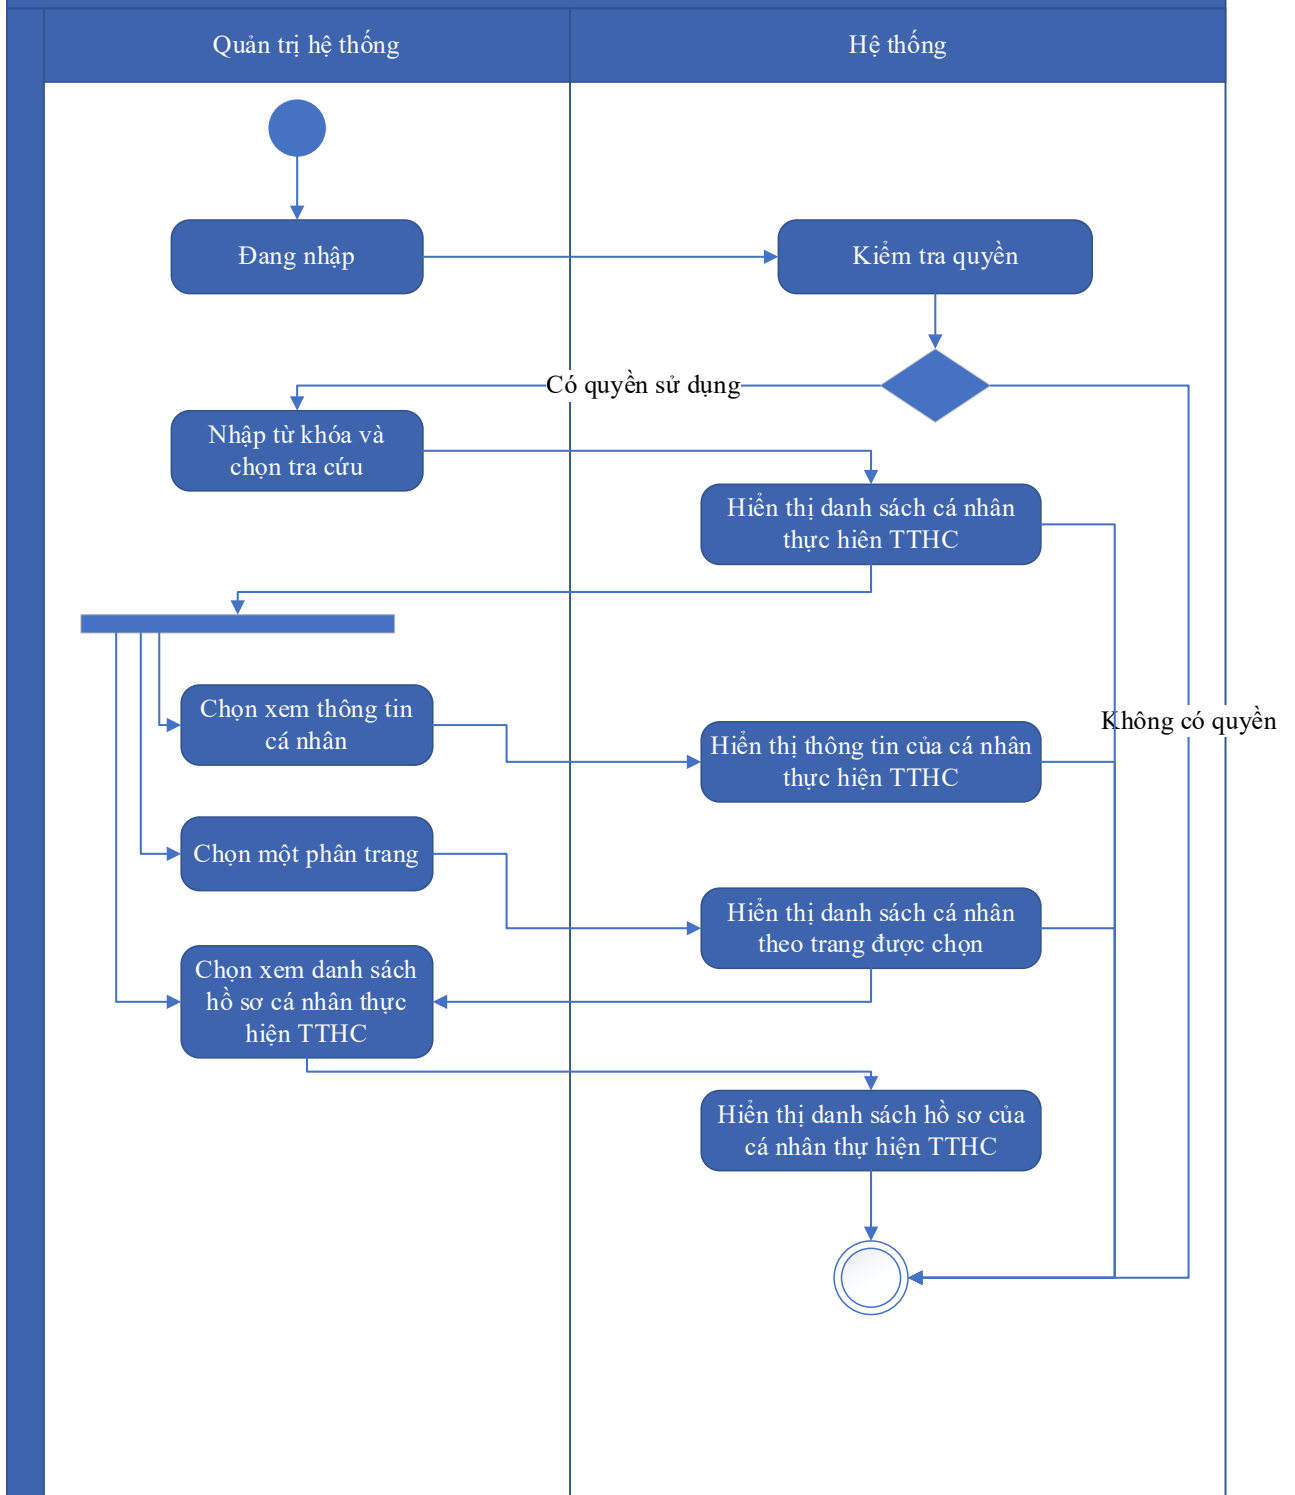 Quản trị hệ thống
Hệ thống
Đang nhập
Kiểm tra quyền
Có quyền sử dụng
Nhập từ khóa và
chọn tra cứu
Hiển thị danh sách cá nhân
thực hiên TTHC
Chọn xem thông tin
cá nhân
Không có quyền
Hiển thị thông tin của cá nhân
thực hiện TTHC
Chọn một phân trang
Hiển thị danh sách cá nhân
theo trang được chọn
Chọn xem danh sách
hồ sơ cá nhân thực
hiện TTHC
Hiển thị danh sách hồ sơ của
cá nhân thự hiện TTHC